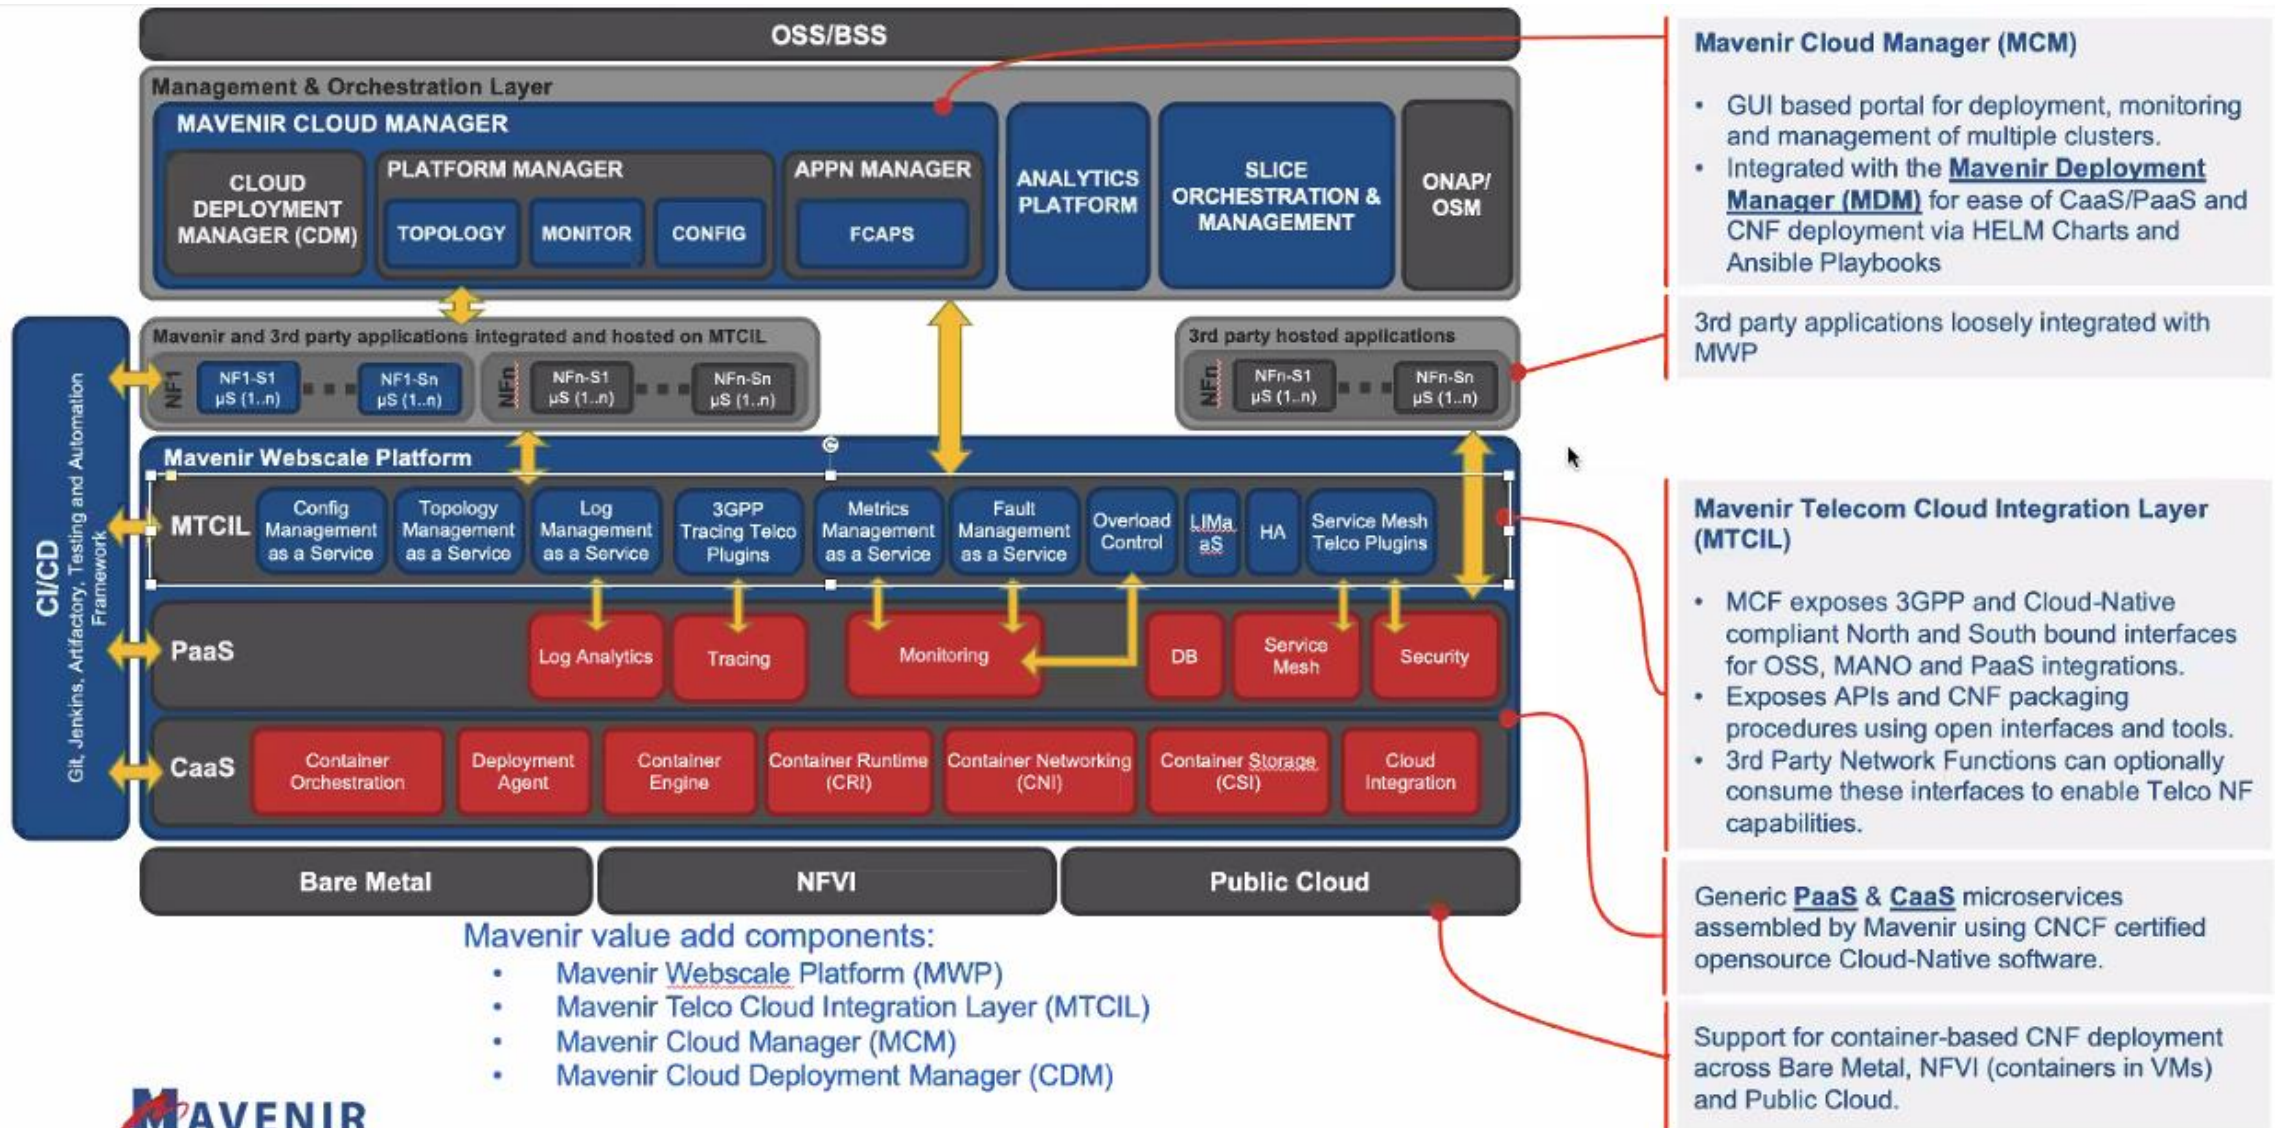 OSS/BSS
Management & Orchestration Layer
MAVENIR CLOUD MANAGER
CLOUD
DEPLOYMENT
MANAGER (CDM)
PLATFORM MANAGER
TOPOLOGY
MONITOR
CONFIG
APPN MANAGER
FCAPS
ANALYTICS
PLATFORM
SLICE
ORCHESTRATION &
MANAGEMENT
ONAP/
OSM
CI/CD
Git, Jenkins, Artifactory, Testing and Automation
Framework
Mavenir and 3rd party applications integrated and hosted on MTCIL
NF1
NF1-S1
µS (1..n)
NF1-Sn
µS (1..n)
NFn
NFn-S1
µS (1..n)
NFn-Sn
µS (1..n)
3rd party hosted applications
NFn
NFn-S1
µS (1..n)
NFn-Sn
µS (1..n)
Mavenir Webscale Platform
MTCIL
Config
Management
as a Service
Topology
Management
as a Service
Log
Management
as a Service
3GPP
Tracing Telco
Plugins
Metrics
Management
as a Service
Fault
Management
as a Service
Overload
Control
LIMa
aS
HA
Service Mesh
Telco Plugins
PaaS
Log Analytics
Tracing
Monitoring
DB
Service
Mesh
Security
CaaS
Container
Orchestration
Deployment
Agent
Container
Engine
Container Runtime
(CRI)
Container Networking
(CNI)
Container Storage
(CSI)
Cloud
Integration
Bare Metal
NFVI
Public Cloud
Mavenir value add components:
• Mavenir Webscale Platform (MWP)
• Mavenir Telco Cloud Integration Layer (MTCIL)
• Mavenir Cloud Manager (MCM)
• Mavenir Cloud Deployment Manager (CDM)
MAVENIR
Mavenir Cloud Manager (MCM)
• GUI based portal for deployment, monitoring
and management of multiple clusters.
• Integrated with the Mavenir Deployment
Manager (MDM) for ease of CaaS/PaaS and
CNF deployment via HELM Charts and
Ansible Playbooks
3rd party applications loosely integrated with
MWP
Mavenir Telecom Cloud Integration Layer
(MTCIL)
• MCF exposes 3GPP and Cloud-Native
compliant North and South bound interfaces
for OSS, MANO and PaaS integrations.
• Exposes APIs and CNF packaging
procedures using open interfaces and tools.
• 3rd Party Network Functions can optionally
consume these interfaces to enable Telco NF
capabilities.
Generic PaaS & CaaS microservices
assembled by Mavenir using CNCF certified
opensource Cloud-Native software.
Support for container-based CNF deployment
across Bare Metal, NFVI (containers in VMs)
and Public Cloud.